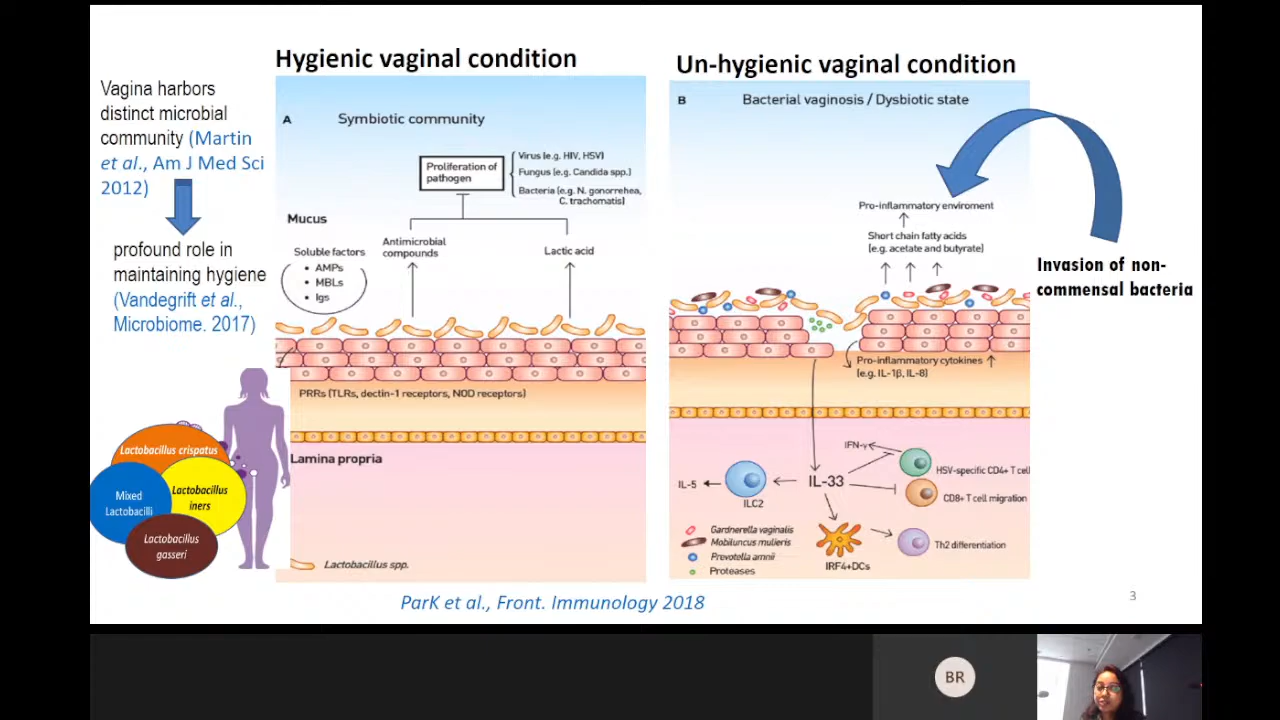 Hygienic vaginal condition
Un-hygienic vaginal condition
Vagina harbors
distinct microbial
community (Martin
et al., Am J Med Sci
2012)
profound role in
maintaining hygiene
(Vandegrift et al.,
Microbiome. 2017)
Lactobacillus crispatus
Mixed
Lactobacilli
Lactobacillus
iners
Lactobacillus
gasseri
A
Symbiotic community
Proliferation of
pathogen
Virus (e.g. HIV, HSV)
Fungus (e.g. Candida spp.)
Bacteria (e.g. N. gonorrehea,
C. trachomatis)
Mucus
Soluble factors
• AMPs
• MBLs
• Igs
Antimicrobial
compounds
Lactic acid
PRRs (TLRs, dectin-1 receptors, NOD receptors)
Lamina propria
Lactobacillus spp.
B
Bacterial vaginosis / Dysbiotic state
Pro-inflammatory enviroment
Short chain fatty acids
(e.g. acetate and butyrate)
Invasion of non-
commensal bacteria
Pro-inflammatory cytokines ↑
(e.g. IL-1β, IL-8)
IFN-γ
HSV-specific CD4+ T cell
IL-5
ILC2
IL-33
CD8+ T cell migration
Gardnerella vaginalis
Mobiluncus mulieris
Prevotella amnii
Proteases
IRF4+DCs
Th2 differentiation
ParK et al., Front. Immunology 2018
3
BR